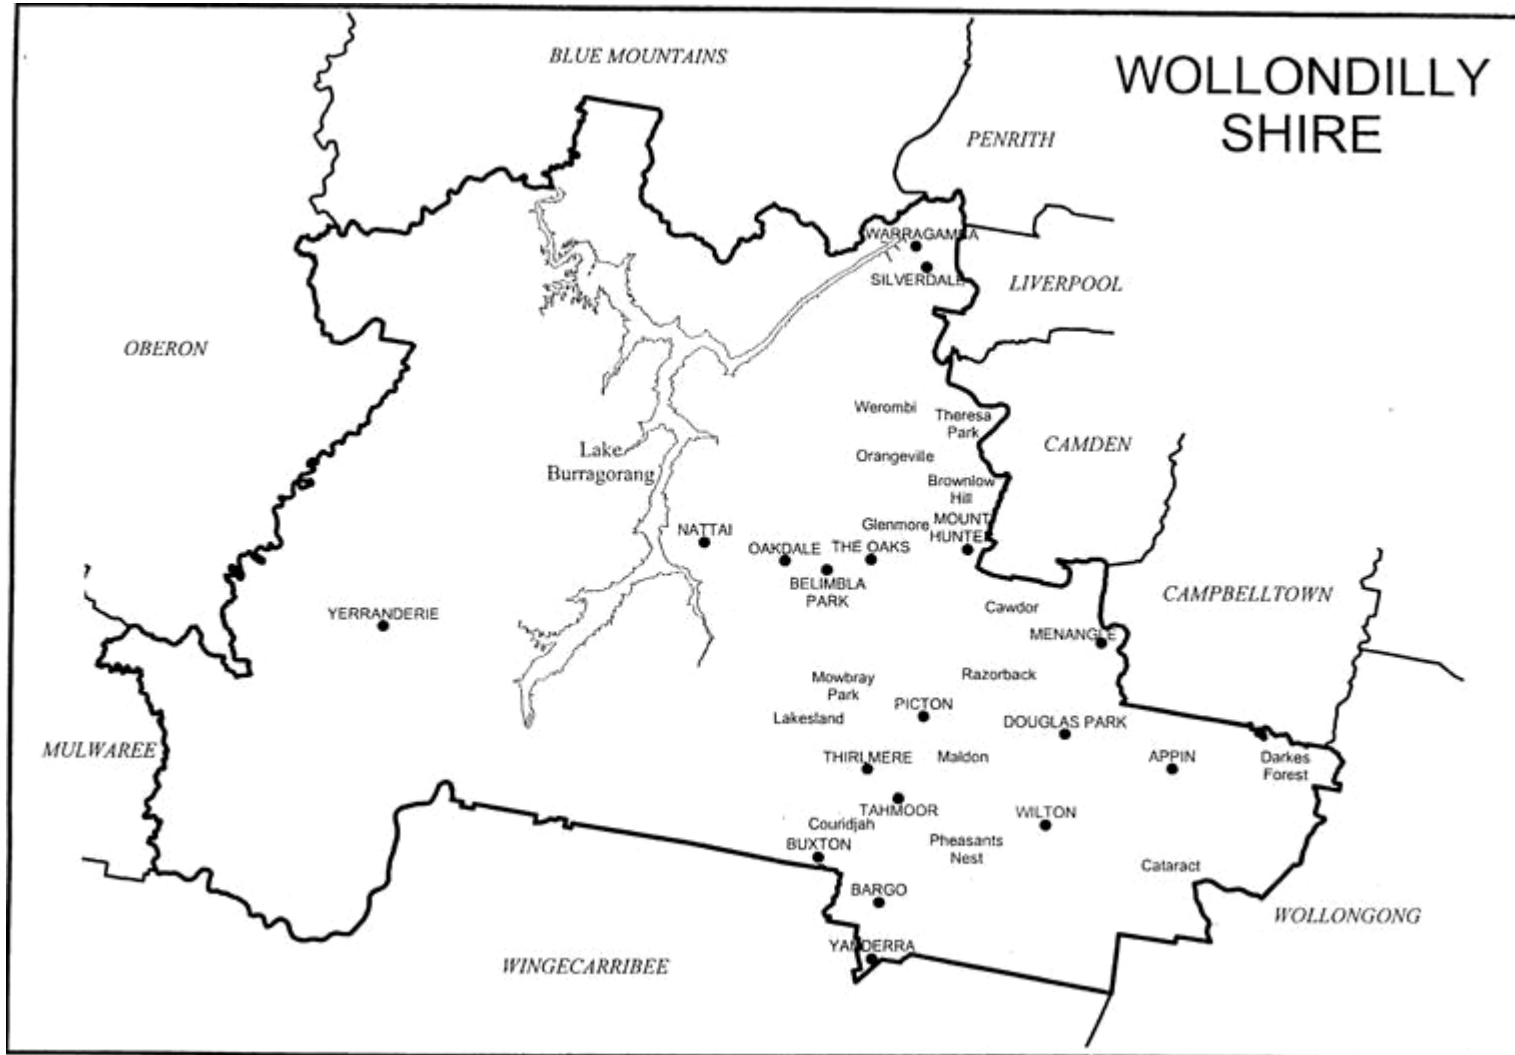 WOLLONDILLY
SHIRE
BLUE MOUNTAINS
PENRITH
WARRAGAMBA
SILVERDALE
LIVERPOOL
OBERON
Werombi
Theresa
Park
CAMDEN
Lake
Burragorang
Orangeville
Brownlow
Hill
Glenmore
MOUNT
HUNTER
NATTAI
OAKDALE
THE OAKS
BELIMBLA
PARK
CAMPBELLTOWN
YERRANDERIE
Cawdor
MENANGLE
Mowbray
Park
Razorback
Lakesland
PICTON
DOUGLAS PARK
MULWAREE
THIRLMERE
Maldon
APPIN
Darkes
Forest
TAHMOOR
WILTON
Couridjah
BUXTON
Pheasants
Nest
Cataract
BARGO
WOLLONGONG
YANDERRA
WINGECARRIBEE